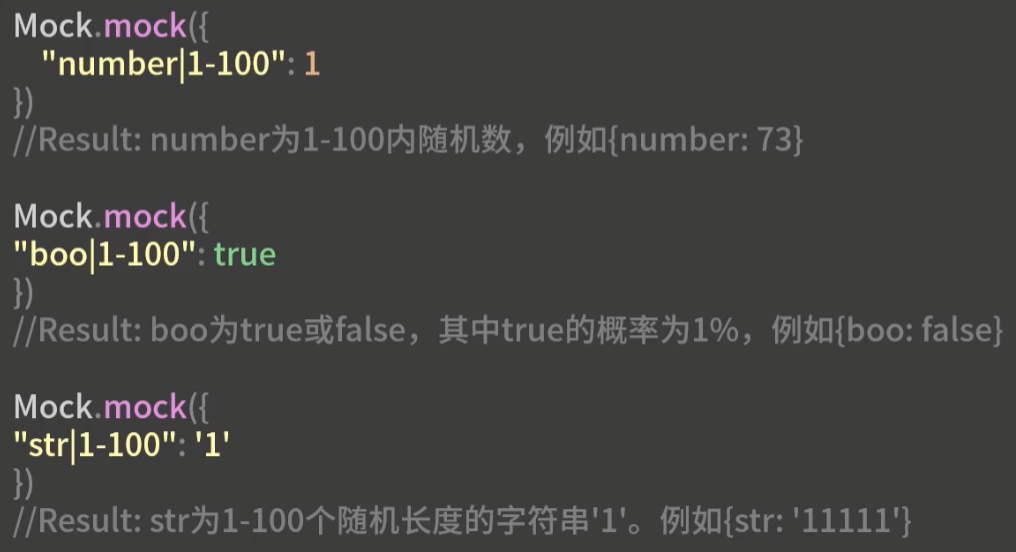 Mock.mock({
"number|1-100": 1
})
//Result: number为1-100内随机数，例如{number: 73}
Mock.mock({
"boo|1-100": true
})
//Result: boo为true或false，其中true的概率为1%，例如{boo: false}
Mock.mock({
"str|1-100": '1'
})
//Result: str为1-100个随机长度的字符串'1'。例如{str: '11111'}